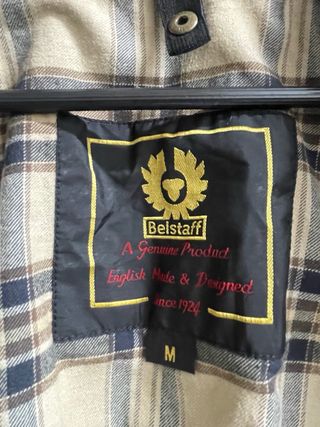 Belstaff
A Genuine Product
English Made & Designed
Since 1924
M